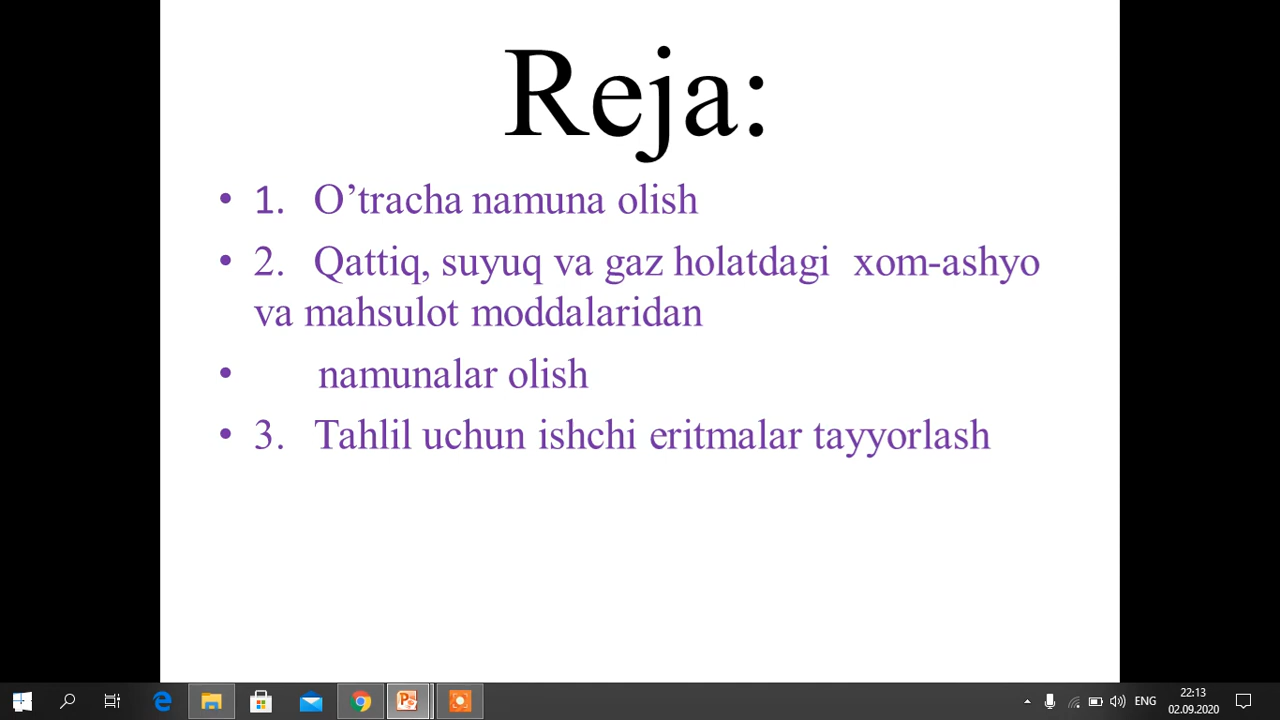 Reja:
• 1. O’tracha namuna olish
• 2. Qattiq, suyuq va gaz holatdagi xom-ashyo
va mahsulot moddalaridan
• namunalar olish
• 3. Tahlil uchun ishchi eritmalar tayyorlash
ENG
22:13
02.09.2020